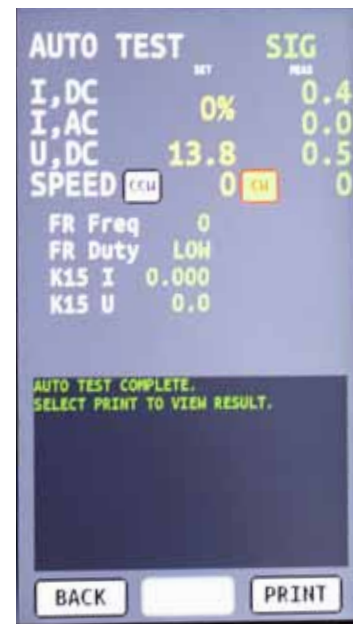 AUTO TEST SIG
SET MEAS
I,DC 0.4
0%
I,AC 0.0
U,DC 13.8 0.5
SPEED CCW 0 CW 0
FR Freq 0
FR Duty LOW
K15 I 0.000
K15 U 0.0
AUTO TEST COMPLETE.
SELECT PRINT TO VIEW RESULT.
BACK PRINT